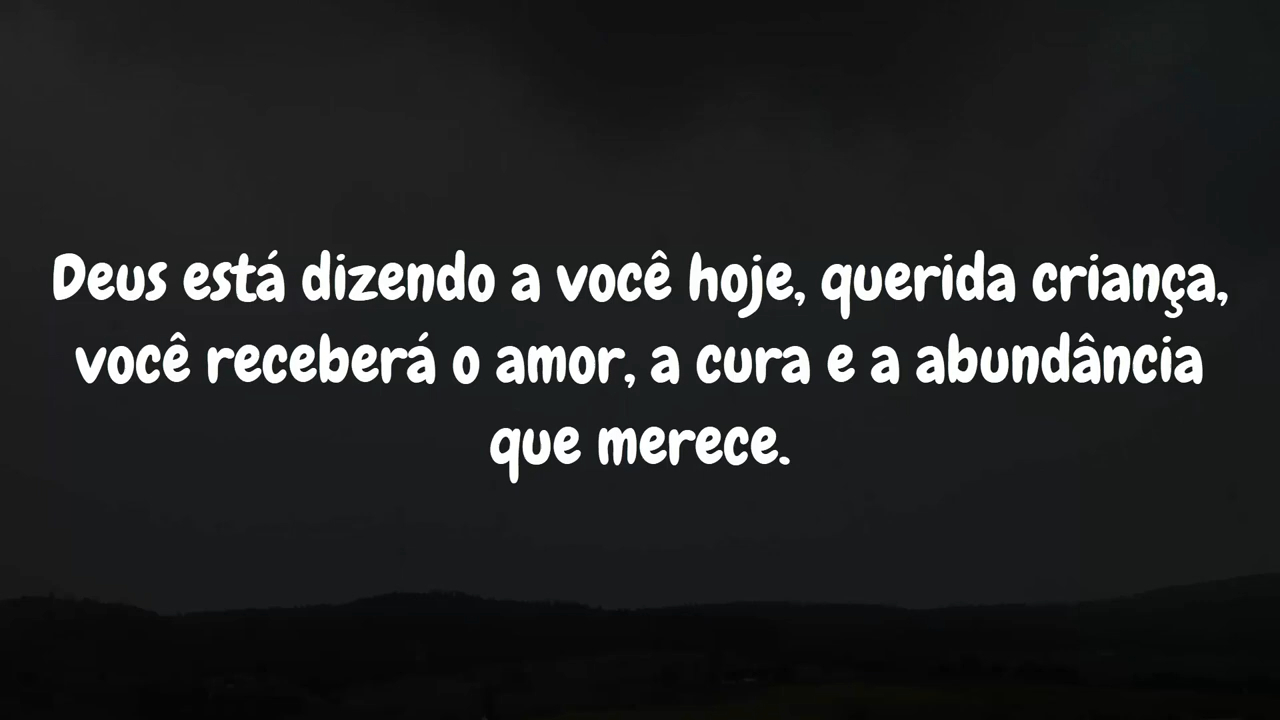 Deus está dizendo a você hoje, querida criança,
você receberá o amor, a cura e a abundância
que merece.